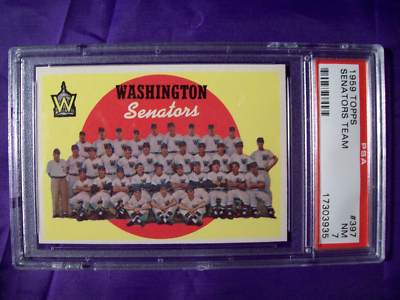 WASHINGTON
Senators
W
1959 TOPPS
SENATORS TEAM
PSA
#397
NM 7
17303935